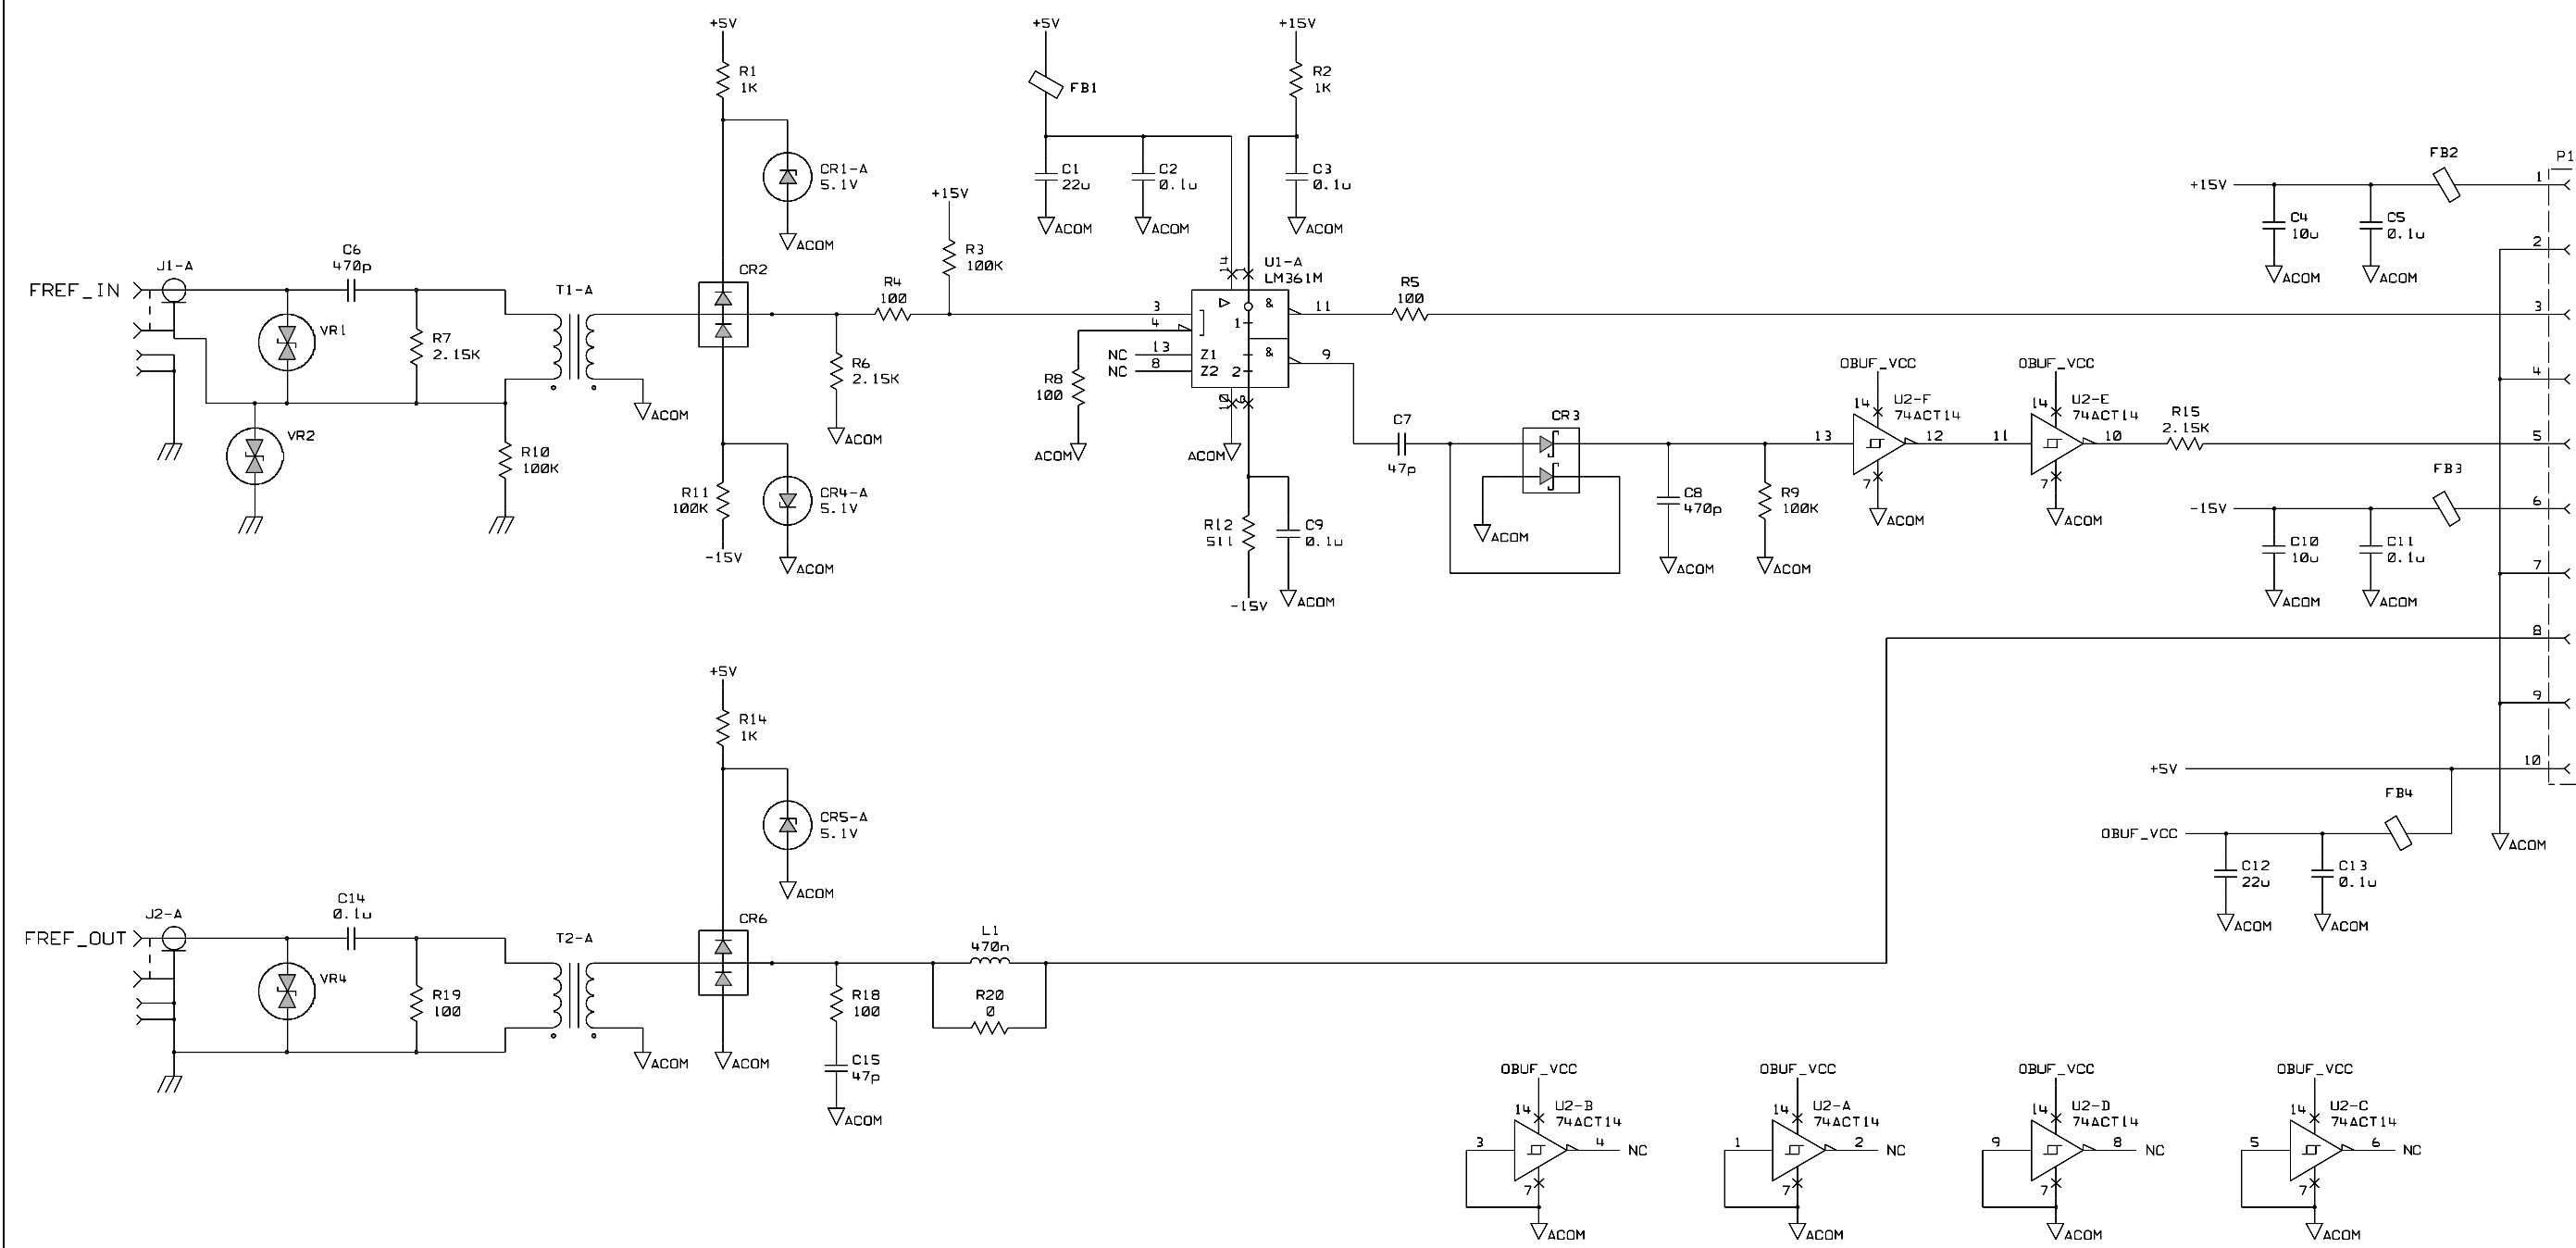 +5V
+5V
+15V
R1
1K
FB1
R2
1K
CR1-A
5.1V
ACOM
C1
22u
ACOM
C2
0.1u
ACOM
C3
0.1u
ACOM
+15V
R3
100K
FB2
P1
+15V
1
C4
10u
ACOM
C5
0.1u
ACOM
2
FREF_IN
J1-A
C6
470p
VR1
R7
2.15K
T1-A
CR2
R4
100
14
1
U1-A
LM361M
3
4
&
11
1
NC
13
Z1
&
9
NC
8
Z2
2
10
6
R5
100
3
R8
100
ACOM
ACOM
R6
2.15K
ACOM
ACOM
VR2
R10
100K
R11
100K
-15V
CR4-A
5.1V
ACOM
R12
511
-15V
C9
0.1u
ACOM
C7
47p
CR3
ACOM
C8
470p
ACOM
R9
100K
ACOM
OBUF_VCC
14
U2-F
74ACT14
13
12
7
ACOM
OBUF_VCC
14
U2-E
74ACT14
11
10
7
ACOM
R15
2.15K
4
5
FB3
-15V
6
C10
10u
ACOM
C11
0.1u
ACOM
7
8
9
+5V
10
FB4
OBUF_VCC
ACOM
C12
22u
ACOM
C13
0.1u
ACOM
+5V
R14
1K
CR5-A
5.1V
ACOM
FREF_OUT
J2-A
C14
0.1u
VR4
R19
100
T2-A
ACOM
CR6
ACOM
R18
100
C15
47p
ACOM
L1
470n
R20
0
OBUF_VCC
14
U2-B
74ACT14
3
4
NC
7
ACOM
OBUF_VCC
14
U2-A
74ACT14
1
2
NC
7
ACOM
OBUF_VCC
14
U2-D
74ACT14
9
8
NC
7
ACOM
OBUF_VCC
14
U2-C
74ACT14
5
6
NC
7
ACOM